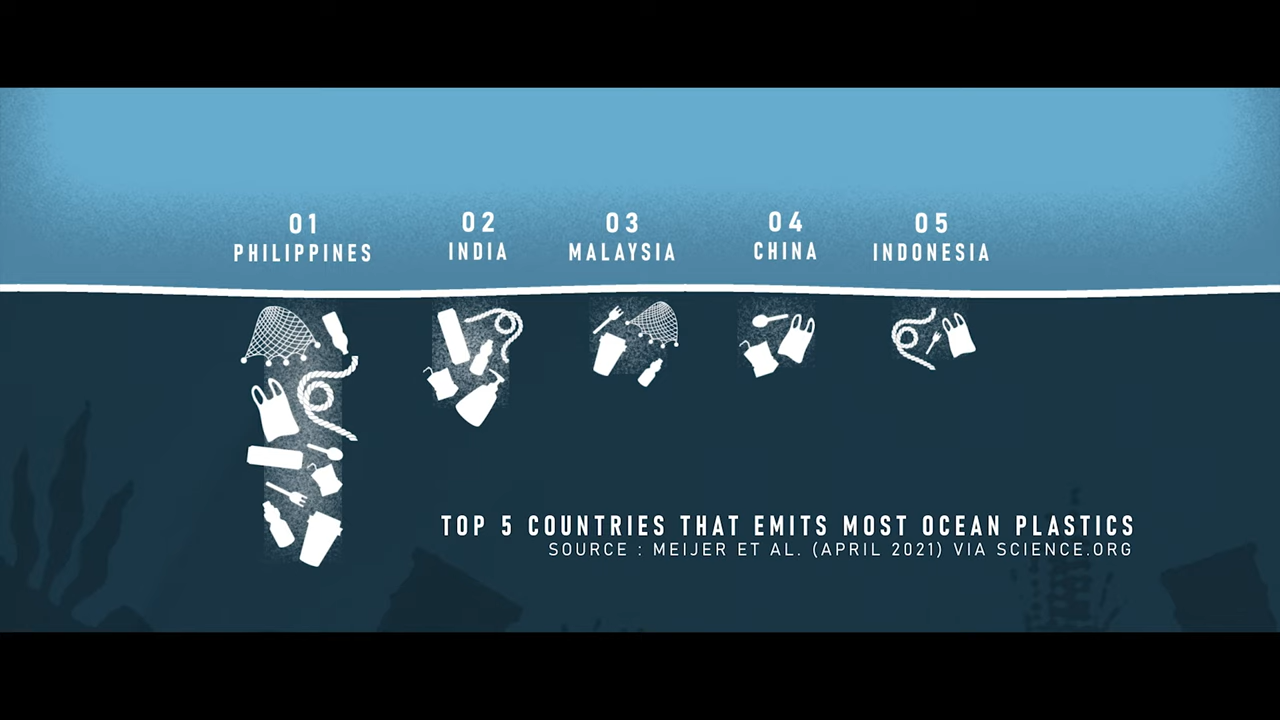 01
PHILIPPINES
02
INDIA
03
MALAYSIA
04
CHINA
05
INDONESIA
TOP 5 COUNTRIES THAT EMITS MOST OCEAN PLASTICS
SOURCE : MEIJER ET AL. (APRIL 2021) VIA SCIENCE.ORG